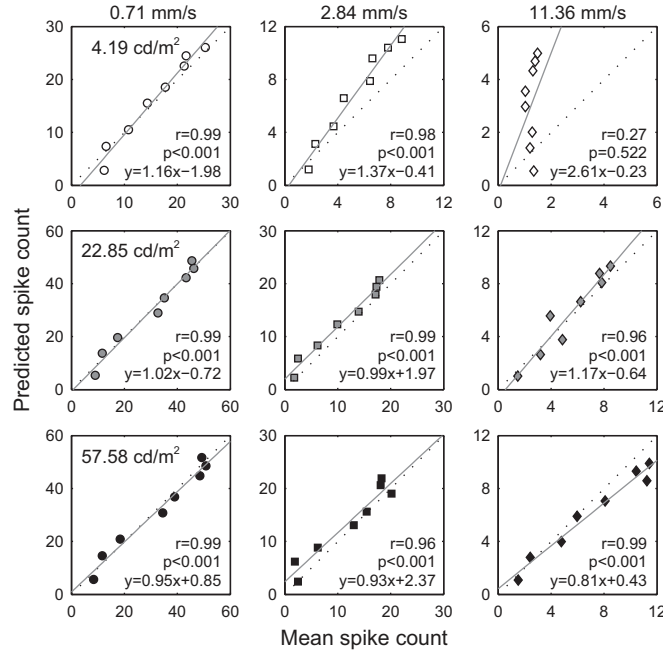 0.71 mm/s 2.84 mm/s 11.36 mm/s
30
20
10
0
4.19 cd/m²
r=0.99
p<0.001
y=1.16x−1.98
0 10 20 30
12
8
4
0
r=0.98
p<0.001
y=1.37x−0.41
0 4 8 12
6
4
2
0
r=0.27
p=0.522
y=2.61x−0.23
0 2 4 6
Predicted spike count
60
40
20
0
22.85 cd/m²
r=0.99
p<0.001
y=1.02x−0.72
0 20 40 60
30
20
10
0
r=0.99
p<0.001
y=0.99x+1.97
0 10 20 30
12
8
4
0
r=0.96
p<0.001
y=1.17x−0.64
0 4 8 12
60
40
20
0
57.58 cd/m²
r=0.99
p<0.001
y=0.95x+0.85
0 20 40 60
30
20
10
0
r=0.96
p<0.001
y=0.93x+2.37
0 10 20 30
12
8
4
0
r=0.99
p<0.001
y=0.81x+0.43
0 4 8 12
Mean spike count